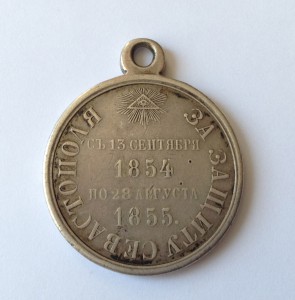 ЗА ЗАЩИТУ СЕВАСТОПОЛЯ
СЪ 13 СЕНТЯБРЯ
1854
ПО 28 АВГУСТА
1855.